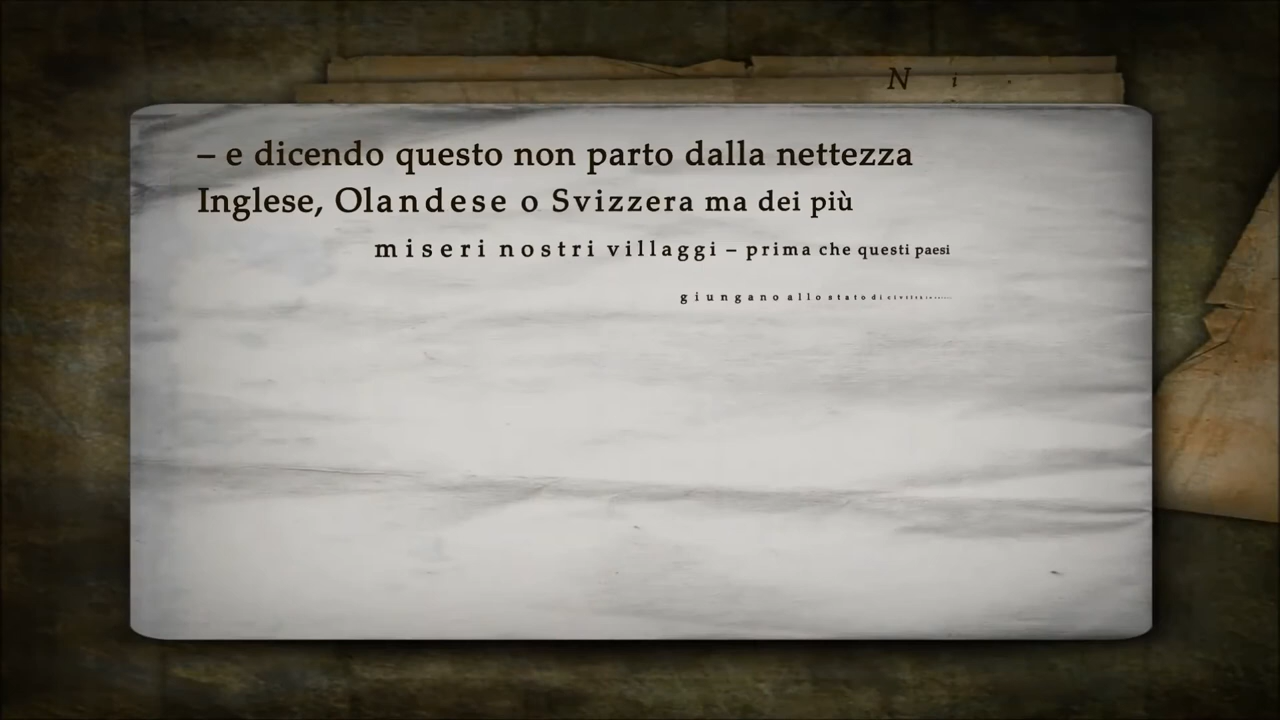 N i
– e dicendo questo non parto dalla nettezza
Inglese, Olandese o Svizzera ma dei più
miseri nostri villaggi – prima che questi paesi
giungano allo stato di civiltà